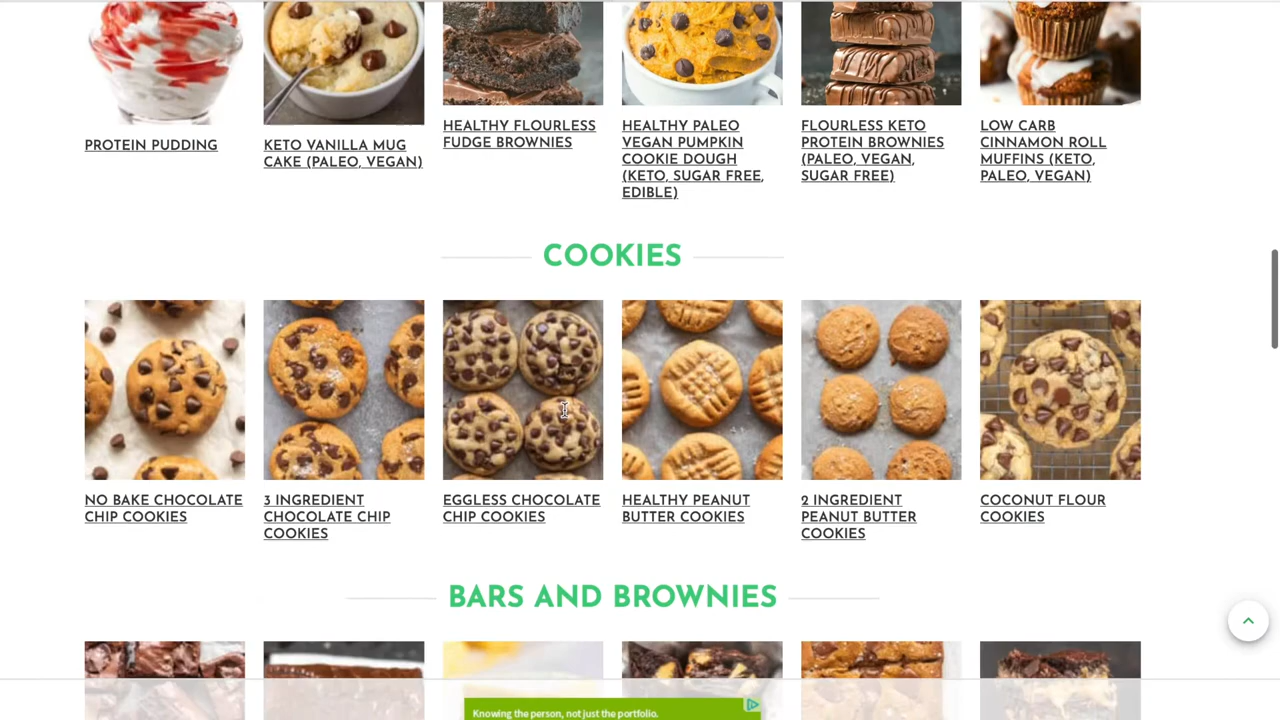 PROTEIN PUDDING
KETO VANILLA MUG
CAKE (PALEO, VEGAN)
HEALTHY FLOURLESS
FUDGE BROWNIES
HEALTHY PALEO
VEGAN PUMPKIN
COOKIE DOUGH
(KETO, SUGAR FREE,
EDIBLE)
FLOURLESS KETO
PROTEIN BROWNIES
(PALEO, VEGAN,
SUGAR FREE)
LOW CARB
CINNAMON ROLL
MUFFINS (KETO,
PALEO, VEGAN)
COOKIES
NO BAKE CHOCOLATE
CHIP COOKIES
3 INGREDIENT
CHOCOLATE CHIP
COOKIES
EGGLESS CHOCOLATE
CHIP COOKIES
HEALTHY PEANUT
BUTTER COOKIES
2 INGREDIENT
PEANUT BUTTER
COOKIES
COCONUT FLOUR
COOKIES
BARS AND BROWNIES
Knowing the person, not just the portfolio.